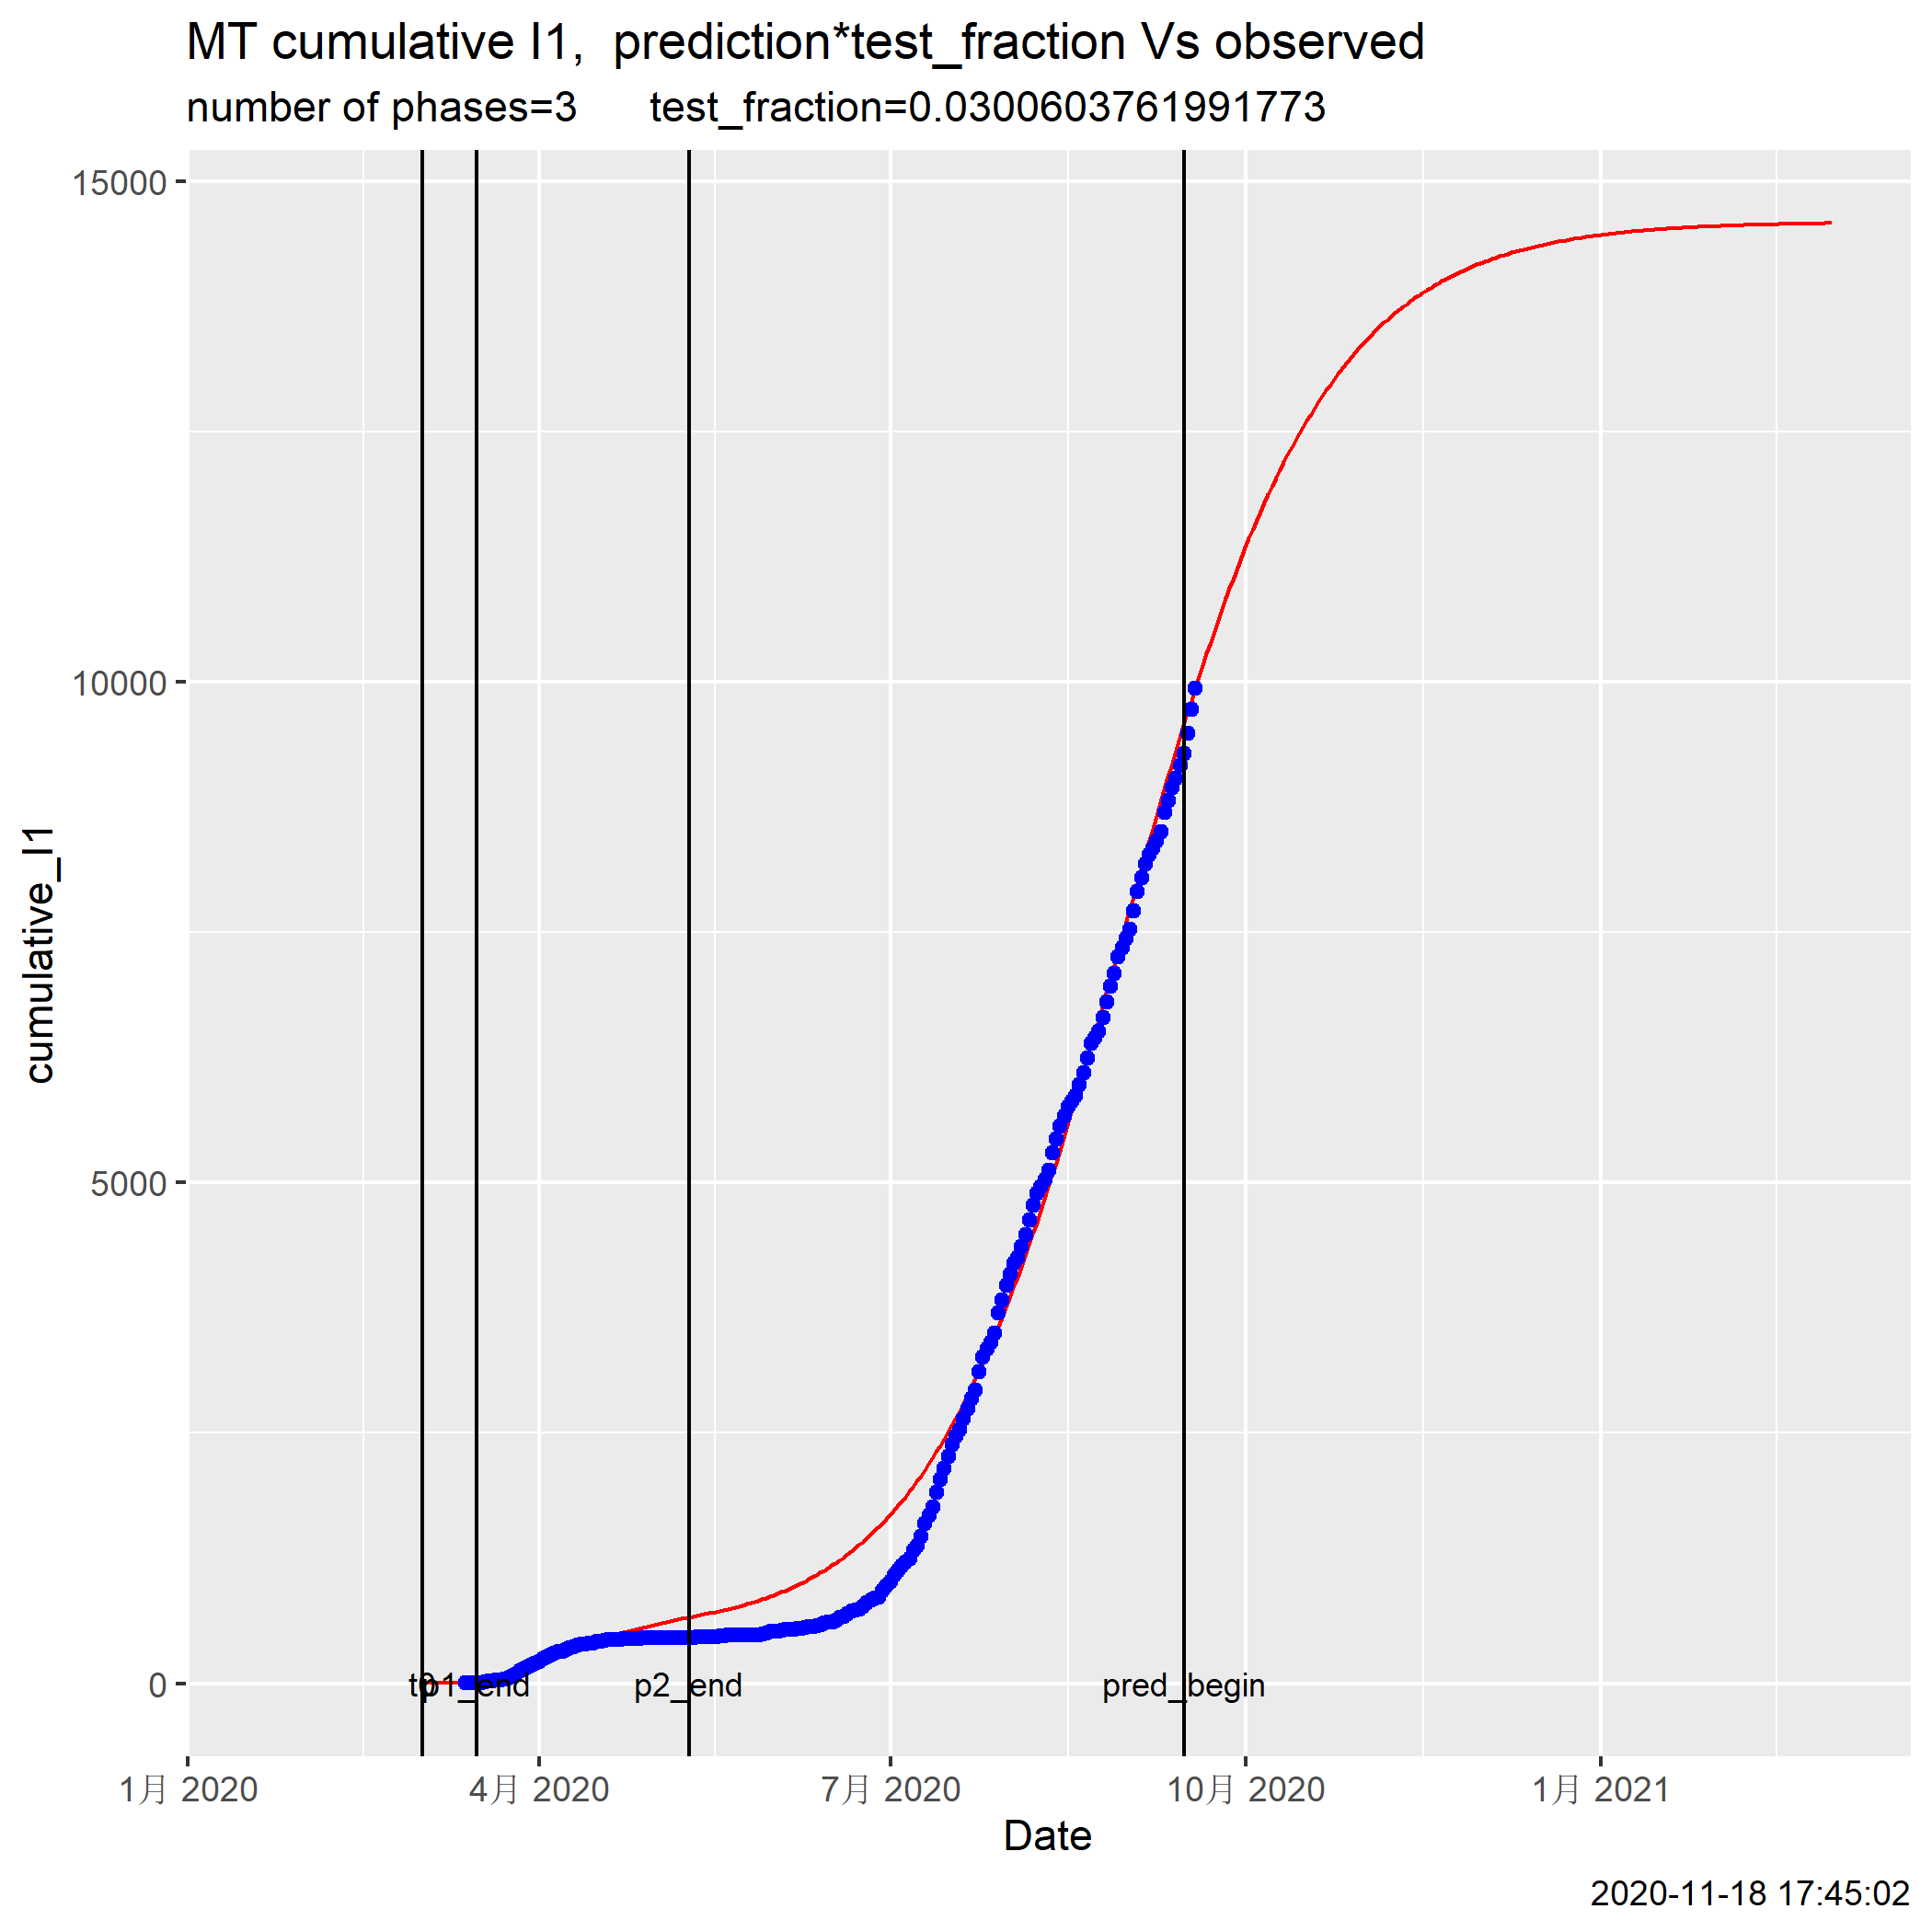 MT cumulative I1,  prediction*test_fraction Vs observed
number of phases=3      test_fraction=0.0300603761991773
15000
10000
5000
0
cumulative_I1
t0
p1_end
p2_end
pred_begin
1月 2020
4月 2020
7月 2020
10月 2020
1月 2021
Date
2020-11-18 17:45:02